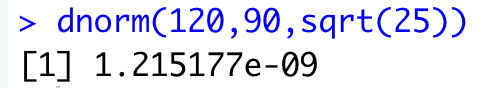 > dnorm(120,90,sqrt(25))
[1] 1.215177e-09